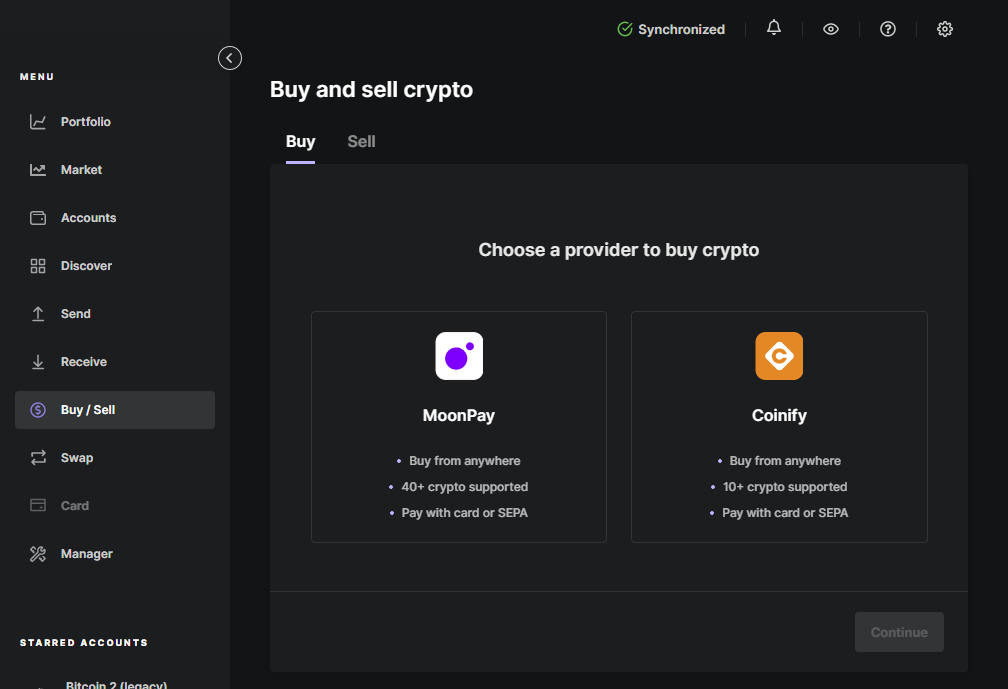 Synchronized
MENU
Portfolio
Market
Accounts
Discover
Send
Receive
Buy / Sell
Swap
Card
Manager
STARRED ACCOUNTS
Bitcoin 2 (legacy)
Buy and sell crypto
Buy Sell
Choose a provider to buy crypto
MoonPay
• Buy from anywhere
• 40+ crypto supported
• Pay with card or SEPA
Coinify
• Buy from anywhere
• 10+ crypto supported
• Pay with card or SEPA
Continue